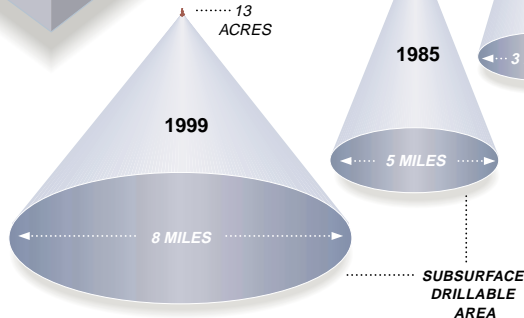 13
ACRES
1985
3
1999
5 MILES
8 MILES
SUBSURFACE
DRILLABLE
AREA